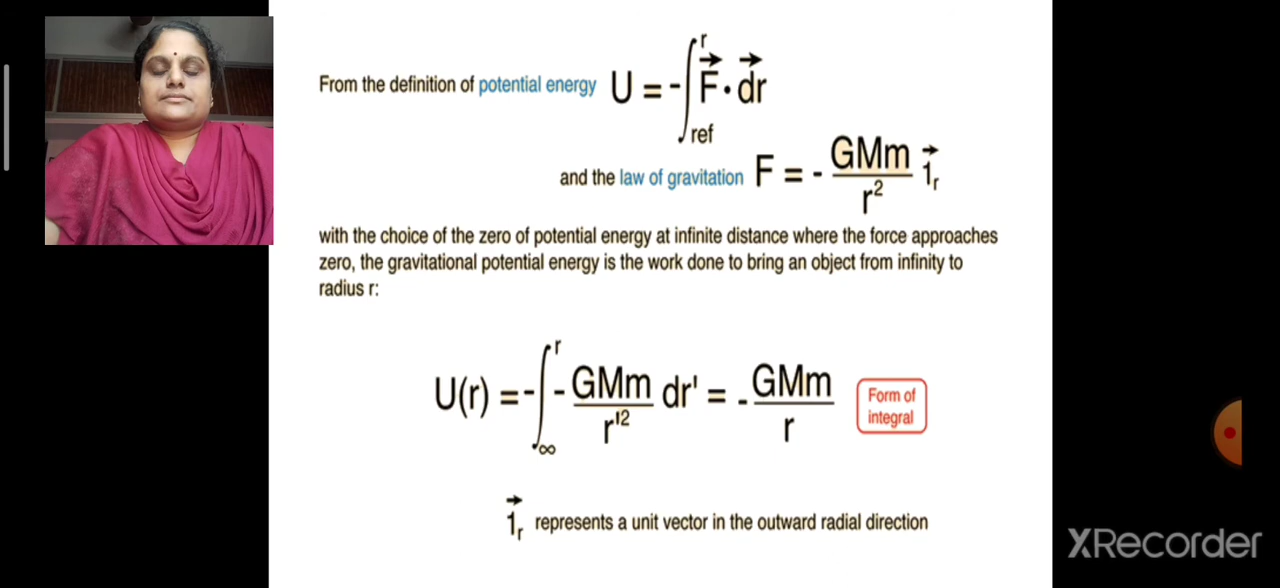 From the definition of potential energy U = -∫ref^r F⃗ · d⃗r
and the law of gravitation F = - GMm/r² 1⃗r
with the choice of the zero of potential energy at infinite distance where the force approaches
zero, the gravitational potential energy is the work done to bring an object from infinity to
radius r:
U(r) = -∫∞^r - GMm/r'² dr' = - GMm/r
Form of
integral
1⃗r represents a unit vector in the outward radial direction
XRecorder